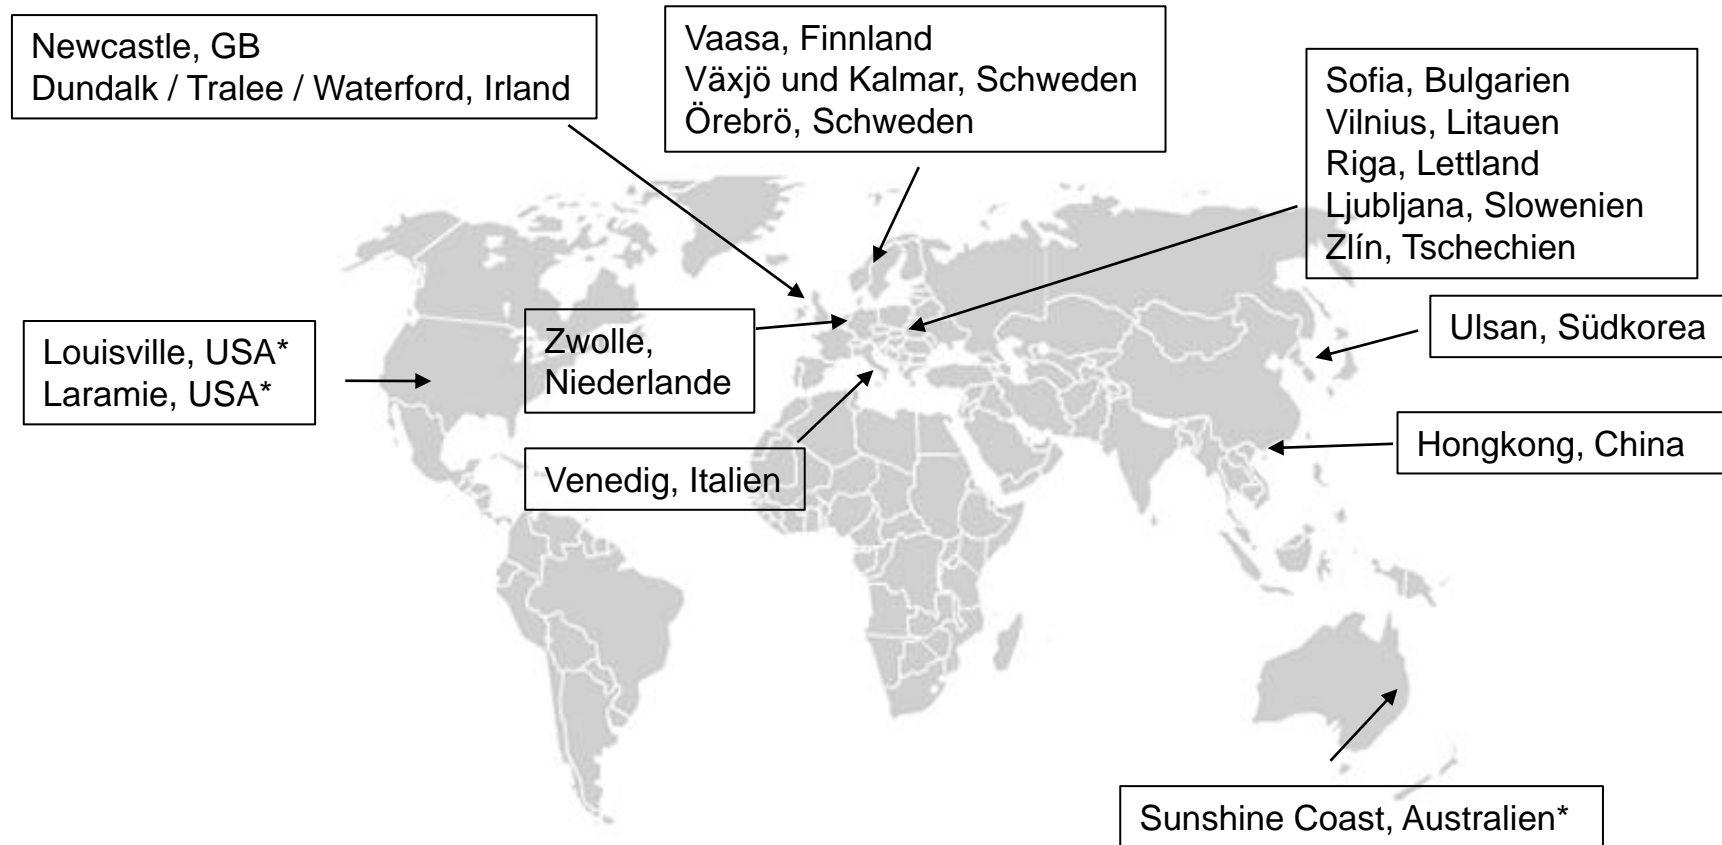 Newcastle, GB
Dundalk / Tralee / Waterford, Irland
Vaasa, Finnland
Växjö und Kalmar, Schweden
Örebrö, Schweden
Sofia, Bulgarien
Vilnius, Litauen
Riga, Lettland
Ljubljana, Slowenien
Zlín, Tschechien
Louisville, USA*
Laramie, USA*
Zwolle,
Niederlande
Ulsan, Südkorea
Venedig, Italien
Hongkong, China
Sunshine Coast, Australien*